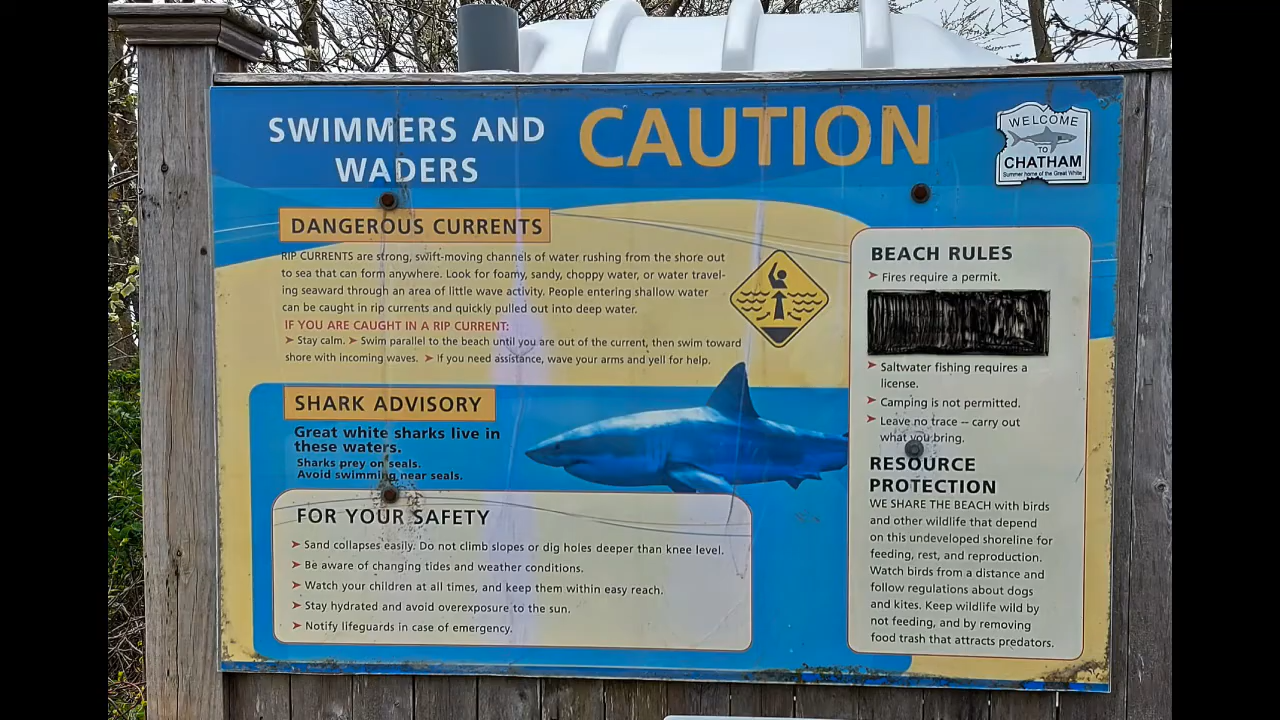 SWIMMERS AND
WADERS
CAUTION
WELCOME
TO
CHATHAM
Summer home of the Great White
DANGEROUS CURRENTS
RIP CURRENTS are strong, swift-moving channels of water rushing from the shore out
to sea that can form anywhere. Look for foamy, sandy, choppy water, or water travel-
ing seaward through an area of little wave activity. People entering shallow water
can be caught in rip currents and quickly pulled out into deep water.
IF YOU ARE CAUGHT IN A RIP CURRENT:
➤ Stay calm. ➤ Swim parallel to the beach until you are out of the current, then swim toward
shore with incoming waves. ➤ If you need assistance, wave your arms and yell for help.
SHARK ADVISORY
Great white sharks live in
these waters.
Sharks prey on seals.
Avoid swimming near seals.
FOR YOUR SAFETY
➤ Sand collapses easily. Do not climb slopes or dig holes deeper than knee level.
➤ Be aware of changing tides and weather conditions.
➤ Watch your children at all times, and keep them within easy reach.
➤ Stay hydrated and avoid overexposure to the sun.
➤ Notify lifeguards in case of emergency.
BEACH RULES
➤ Fires require a permit.
➤ Saltwater fishing requires a
license.
➤ Camping is not permitted.
➤ Leave no trace -- carry out
what you bring.
RESOURCE
PROTECTION
WE SHARE THE BEACH with birds
and other wildlife that depend
on this undeveloped shoreline for
feeding, rest, and reproduction.
Watch birds from a distance and
follow regulations about dogs
and kites. Keep wildlife wild by
not feeding, and by removing
food trash that attracts predators.